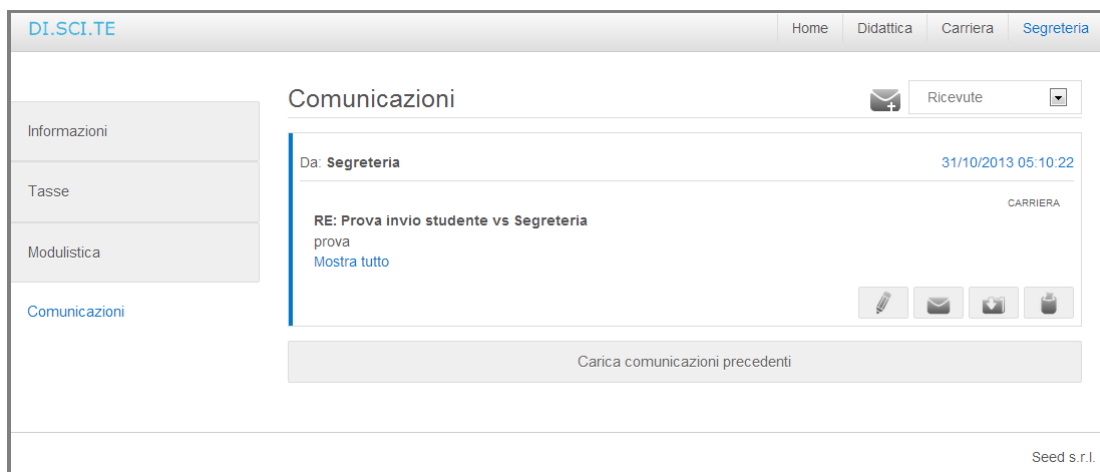 DI.SCI.TE
Home Didattica Carriera Segreteria
Comunicazioni
Ricevute
Informazioni
Tasse
Modulistica
Comunicazioni
Da: Segreteria
31/10/2013 05:10:22
CARRIERA
RE: Prova invio studente vs Segreteria
prova
Mostra tutto
Carica comunicazioni precedenti
Seed s.r.l.